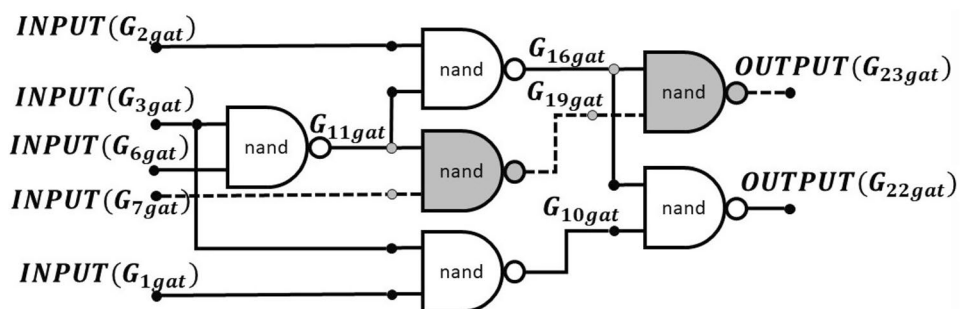 INPUT(G2gat)
G16gat
nand
OUTPUT(G23gat)
INPUT(G3gat)
G19gat
nand
G11gat
INPUT(G6gat)
nand
nand
INPUT(G7gat)
OUTPUT(G22gat)
G10gat
nand
INPUT(G1gat)
nand